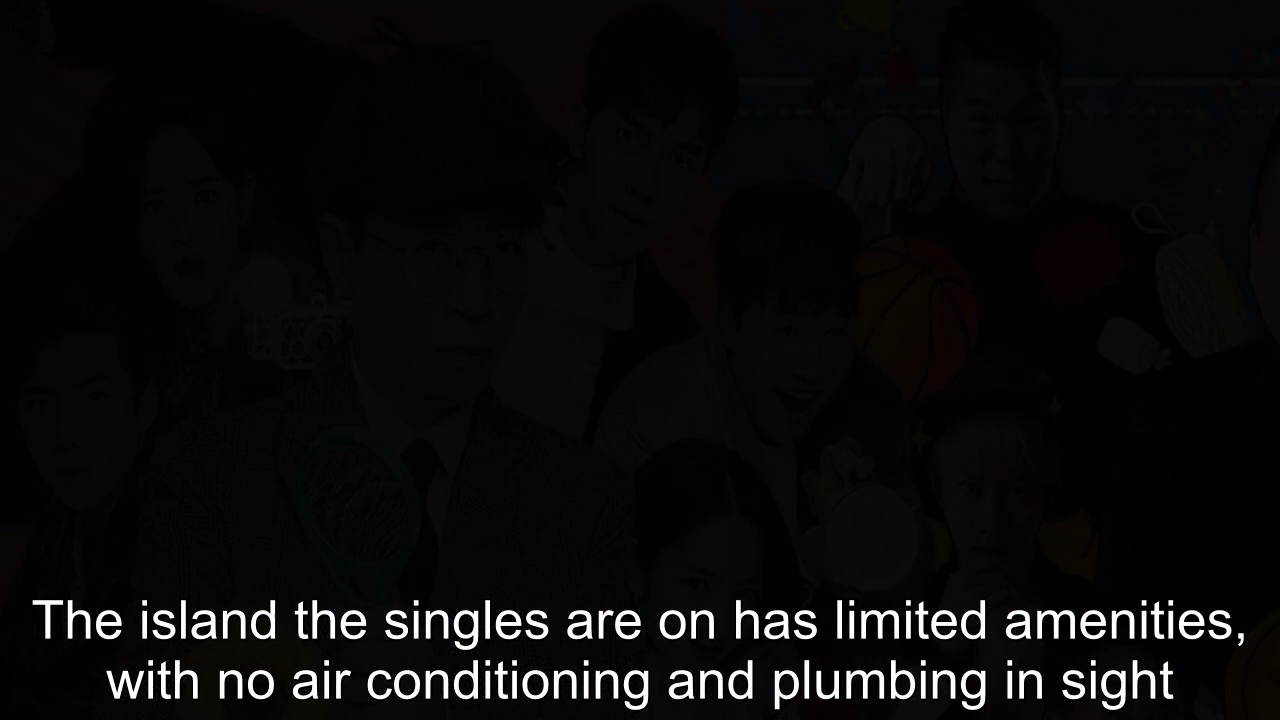 The island the singles are on has limited amenities,
with no air conditioning and plumbing in sight